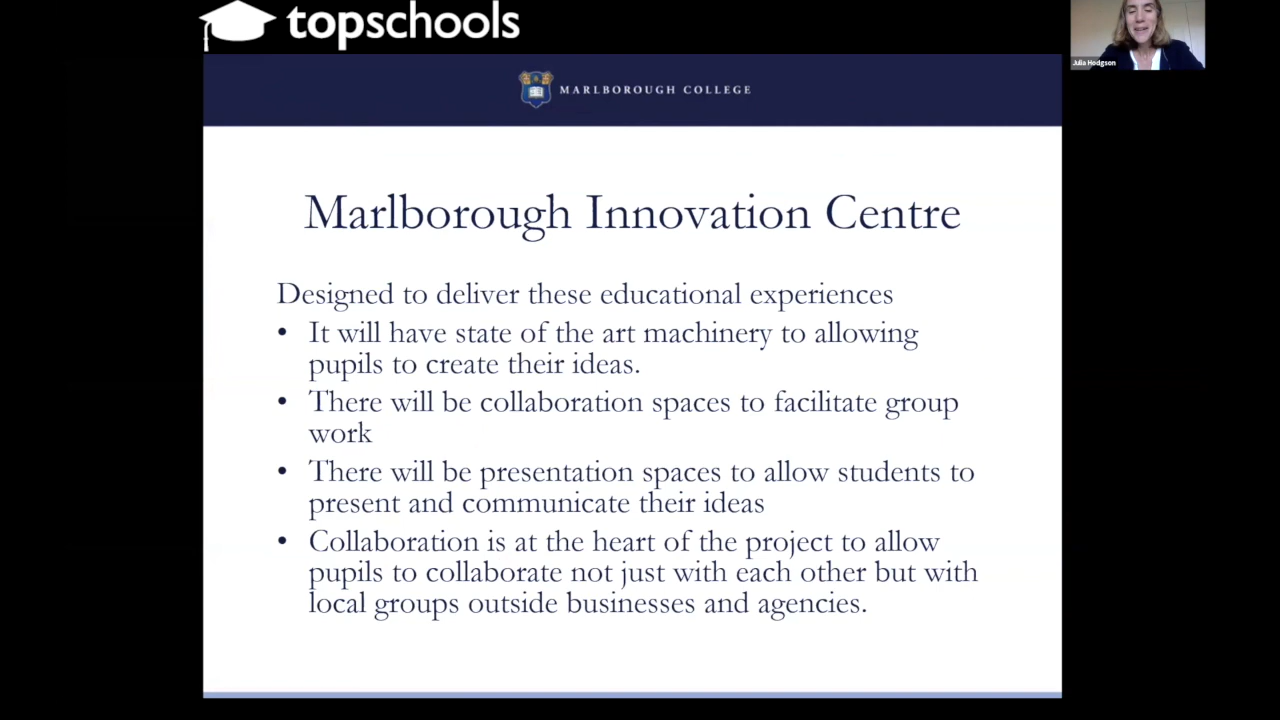 topschools
Julia Hodgson
MARLBOROUGH COLLEGE
Marlborough Innovation Centre
Designed to deliver these educational experiences
• It will have state of the art machinery to allowing
pupils to create their ideas.
• There will be collaboration spaces to facilitate group
work
• There will be presentation spaces to allow students to
present and communicate their ideas
• Collaboration is at the heart of the project to allow
pupils to collaborate not just with each other but with
local groups outside businesses and agencies.